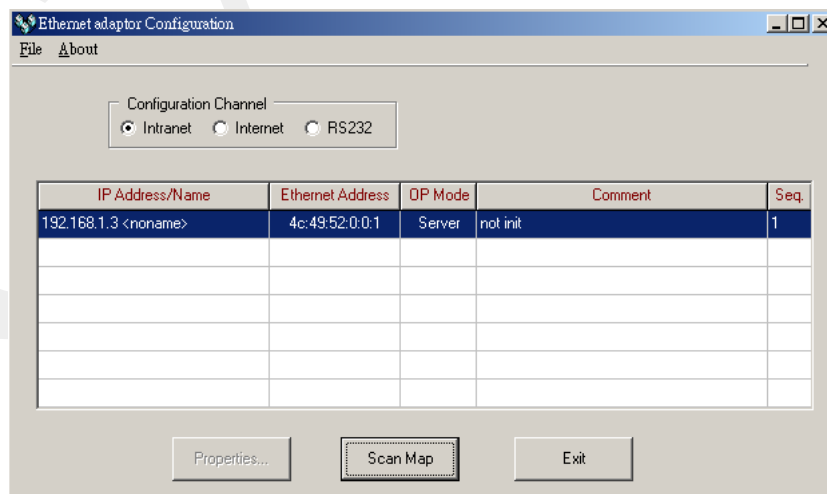 Ethernet adaptor Configuration
File About
Configuration Channel
Intranet Internet RS232
IP Address/Name Ethernet Address OP Mode Comment Seq.
192.168.1.3 <noname> 4c:49:52:0:0:1 Server not init 1
Properties... Scan Map Exit